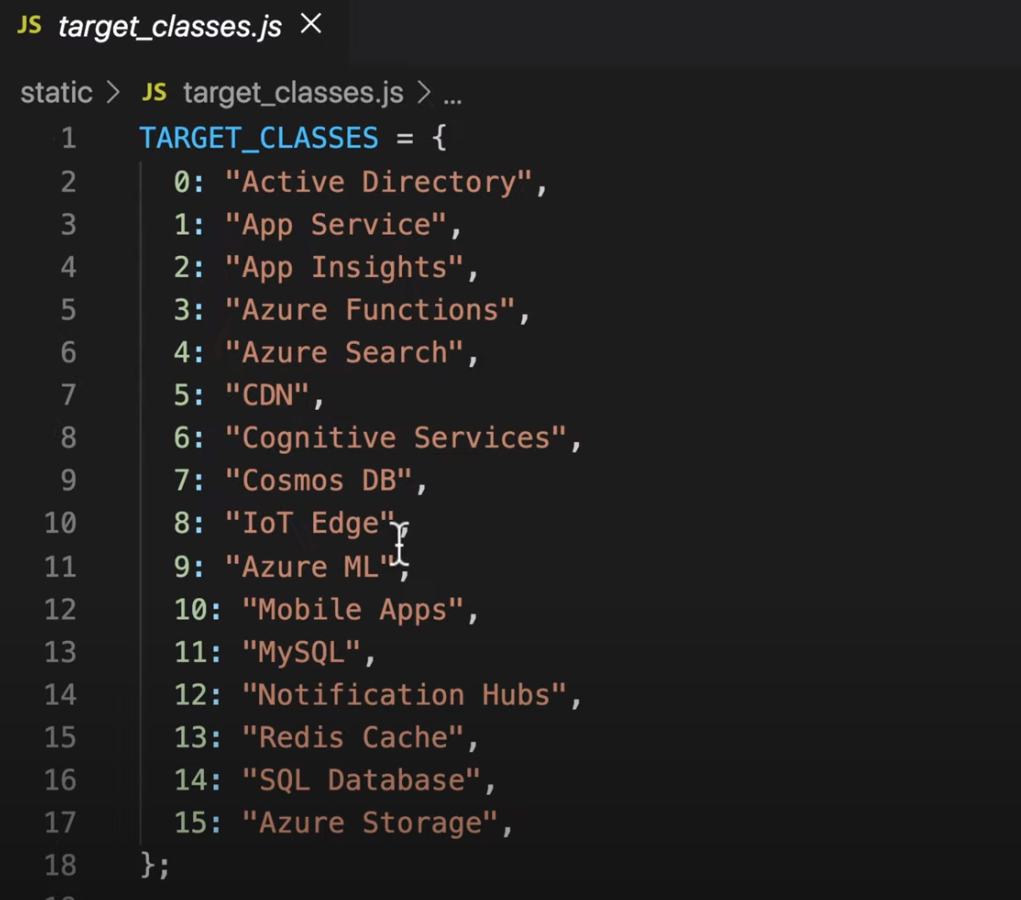 JS target_classes.js ×
static > JS target_classes.js > ...
1 TARGET_CLASSES = {
2 0: "Active Directory",
3 1: "App Service",
4 2: "App Insights",
5 3: "Azure Functions",
6 4: "Azure Search",
7 5: "CDN",
8 6: "Cognitive Services",
9 7: "Cosmos DB",
10 8: "IoT Edge",
11 9: "Azure ML",
12 10: "Mobile Apps",
13 11: "MySQL",
14 12: "Notification Hubs",
15 13: "Redis Cache",
16 14: "SQL Database",
17 15: "Azure Storage",
18 };